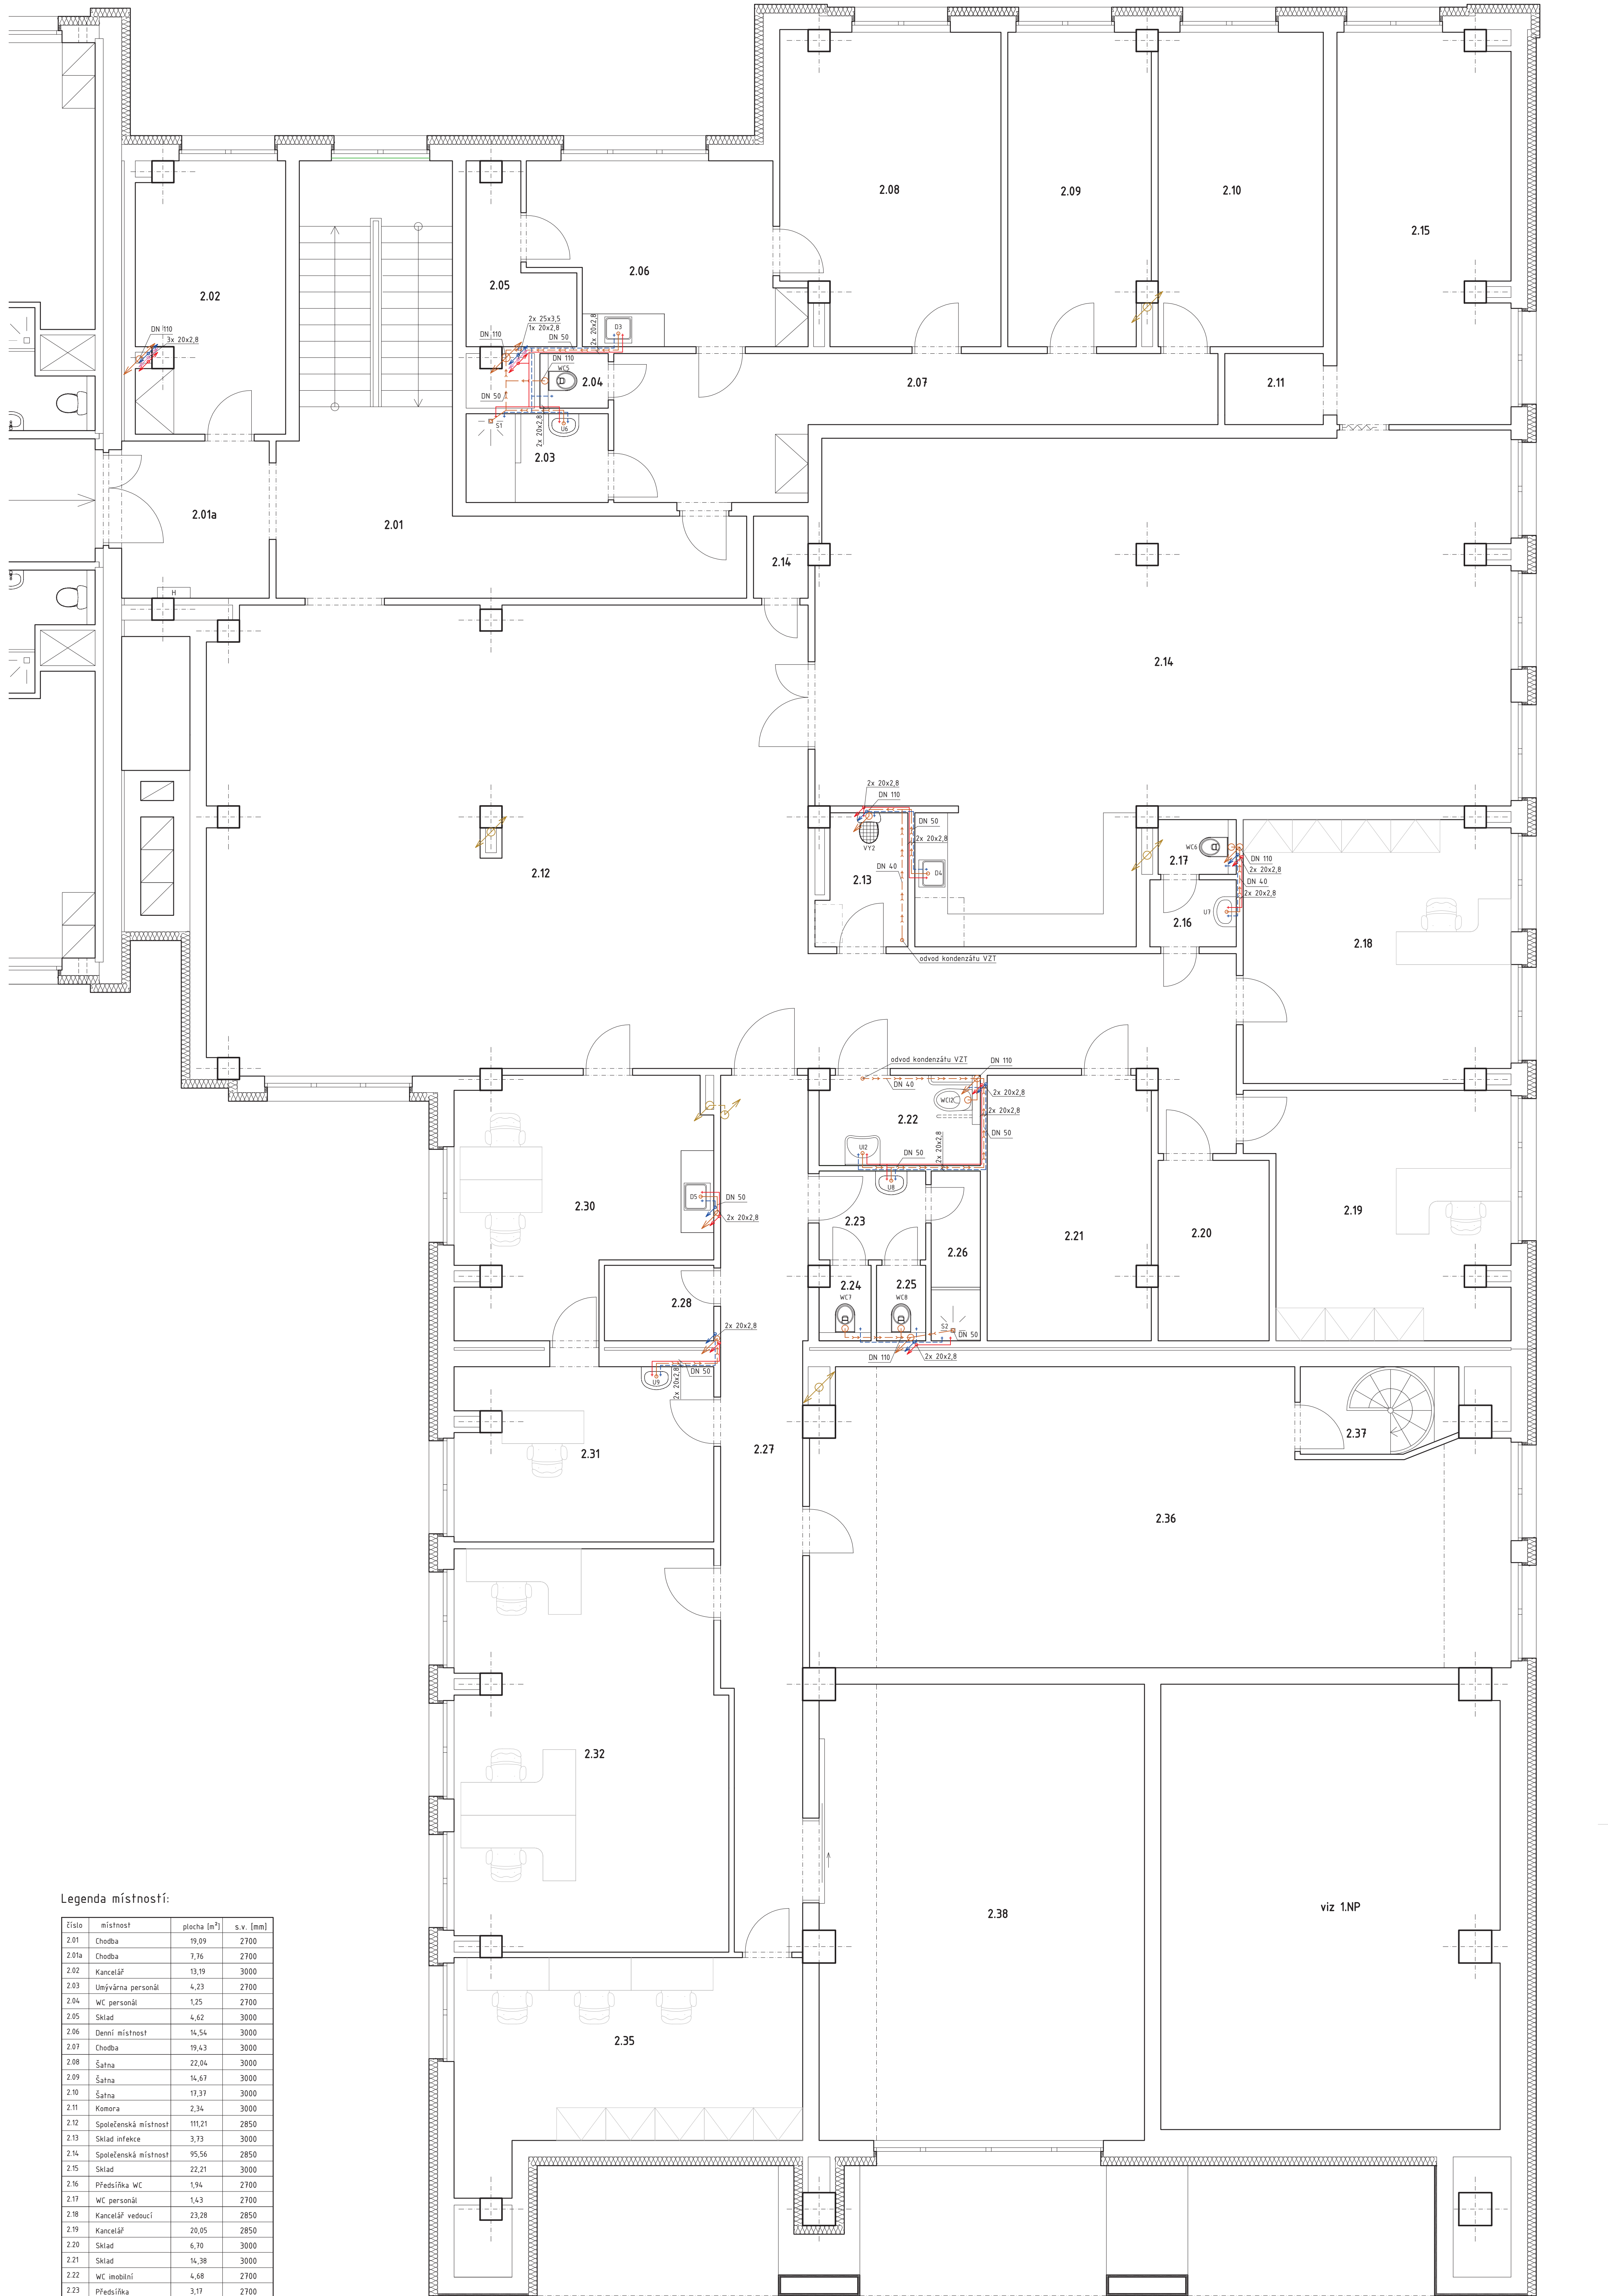 2.08
2.09
2.10
2.15
2.02
2.05
2.06
DN 110
3x 20x2,8
2x 25x3,5
1x 20x2,8
DN 110
DN 50
2x 20x2,8
D3
DN 110
WC5
2.04
2.07
2.11
DN 50
S1
2x 20x2,8
U6
2.03
2.01a
2.01
2.14
H
2.14
2x 20x2,8
DN 110
DN 50
2x 20x2,8
VY2
DN 40
D4
2.12
2.13
2.17
WC6
DN 110
2x 20x2,8
DN 40
2x 20x2,8
U7
2.16
2.18
odvod kondenzátu VZT
odvod kondenzátu VZT
DN 110
DN 40
2x 20x2,8
WC12
2x 20x2,8
2.22
DN 50
U12
DN 50
2x 20x2,8
U8
D5
DN 50
2x 20x2,8
2.30
2.23
2.19
2.21
2.20
2.26
2.24
2.25
WC7
WC8
2.28
2x 20x2,8
S2
DN 50
DN 110
2x 20x2,8
DN 50
2x 20x2,8
U9
2.37
2.31
2.27
2.36
2.32
2.38
viz 1.NP
2.35
Legenda místností:
číslo místnost plocha [m²] s.v. [mm]
2.01 Chodba 19,09 2700
2.01a Chodba 7,76 2700
2.02 Kancelář 13,19 3000
2.03 Umývárna personál 4,23 2700
2.04 WC personál 1,25 2700
2.05 Sklad 4,62 3000
2.06 Denní místnost 14,54 3000
2.07 Chodba 19,43 3000
2.08 Šatna 22,04 3000
2.09 Šatna 14,67 3000
2.10 Šatna 17,37 3000
2.11 Komora 2,34 3000
2.12 Společenská místnost 111,21 2850
2.13 Sklad infekce 3,73 3000
2.14 Společenská místnost 95,56 2850
2.15 Sklad 22,21 3000
2.16 Předsíňka WC 1,94 2700
2.17 WC personál 1,43 2700
2.18 Kancelář vedoucí 23,28 2850
2.19 Kancelář 20,05 2850
2.20 Sklad 6,70 3000
2.21 Sklad 14,38 3000
2.22 WC imobilní 4,68 2700
2.23 Předsíňka 3,17 2700